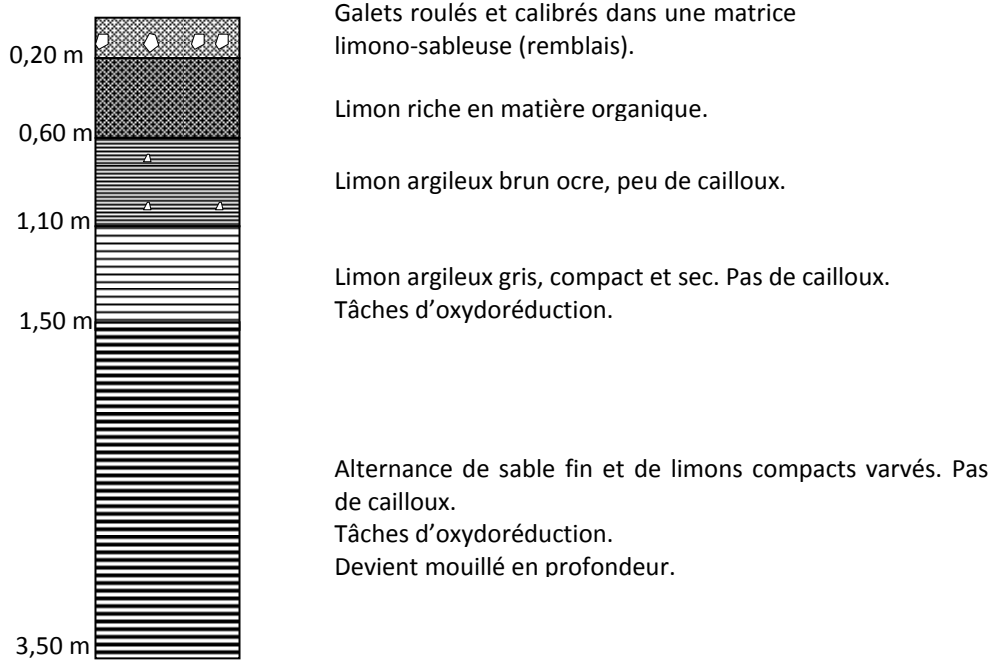 Galets roulés et calibrés dans une matrice
limono-sableuse (remblais).
0,20 m
Limon riche en matière organique.
0,60 m
Limon argileux brun ocre, peu de cailloux.
1,10 m
Limon argileux gris, compact et sec. Pas de cailloux.
Tâches d’oxydoréduction.
1,50 m
Alternance de sable fin et de limons compacts varvés. Pas
de cailloux.
Tâches d’oxydoréduction.
Devient mouillé en profondeur.
3,50 m